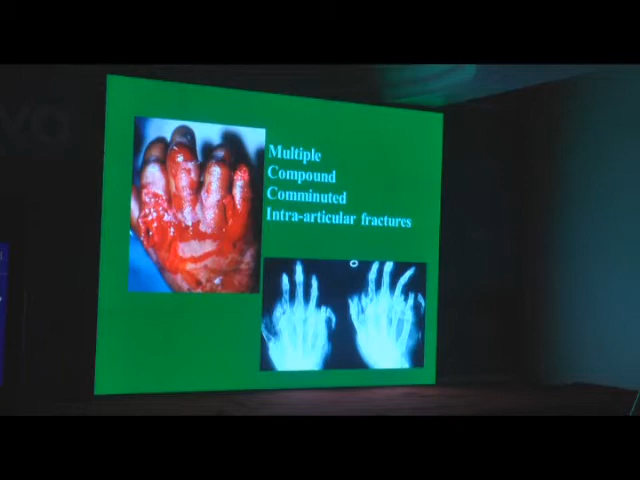 Multiple
Compound
Comminuted
Intra-articular fractures